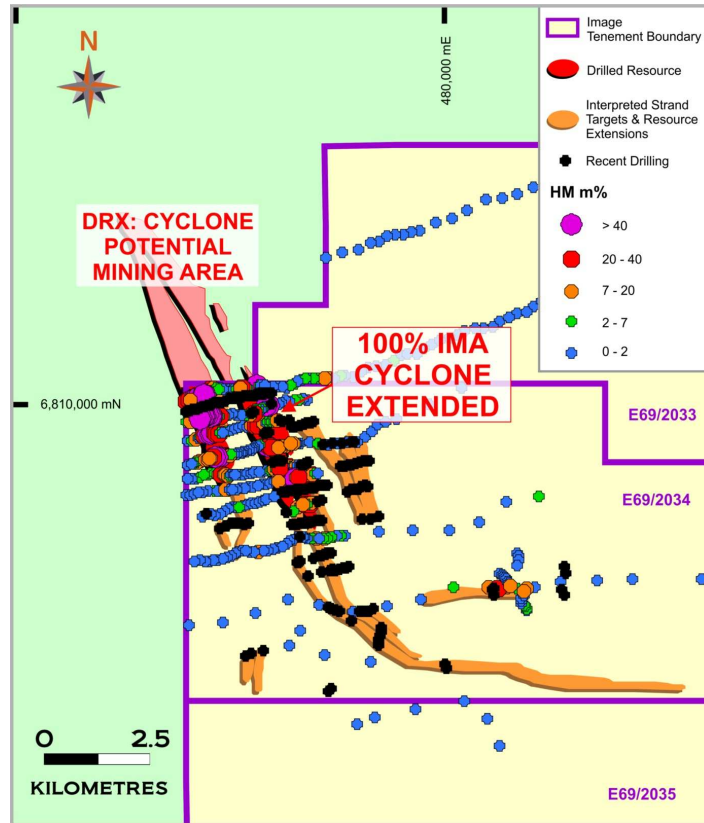 N
480,000 mE
Image
Tenement Boundary
Drilled Resource
Interpreted Strand
Targets & Resource
Extensions
Recent Drilling
HM m%
> 40
20 - 40
7 - 20
2 - 7
0 - 2
DRX: CYCLONE
POTENTIAL
MINING AREA
100% IMA
CYCLONE
EXTENDED
6,810,000 mN
E69/2033
E69/2034
0 2.5
KILOMETRES
E69/2035